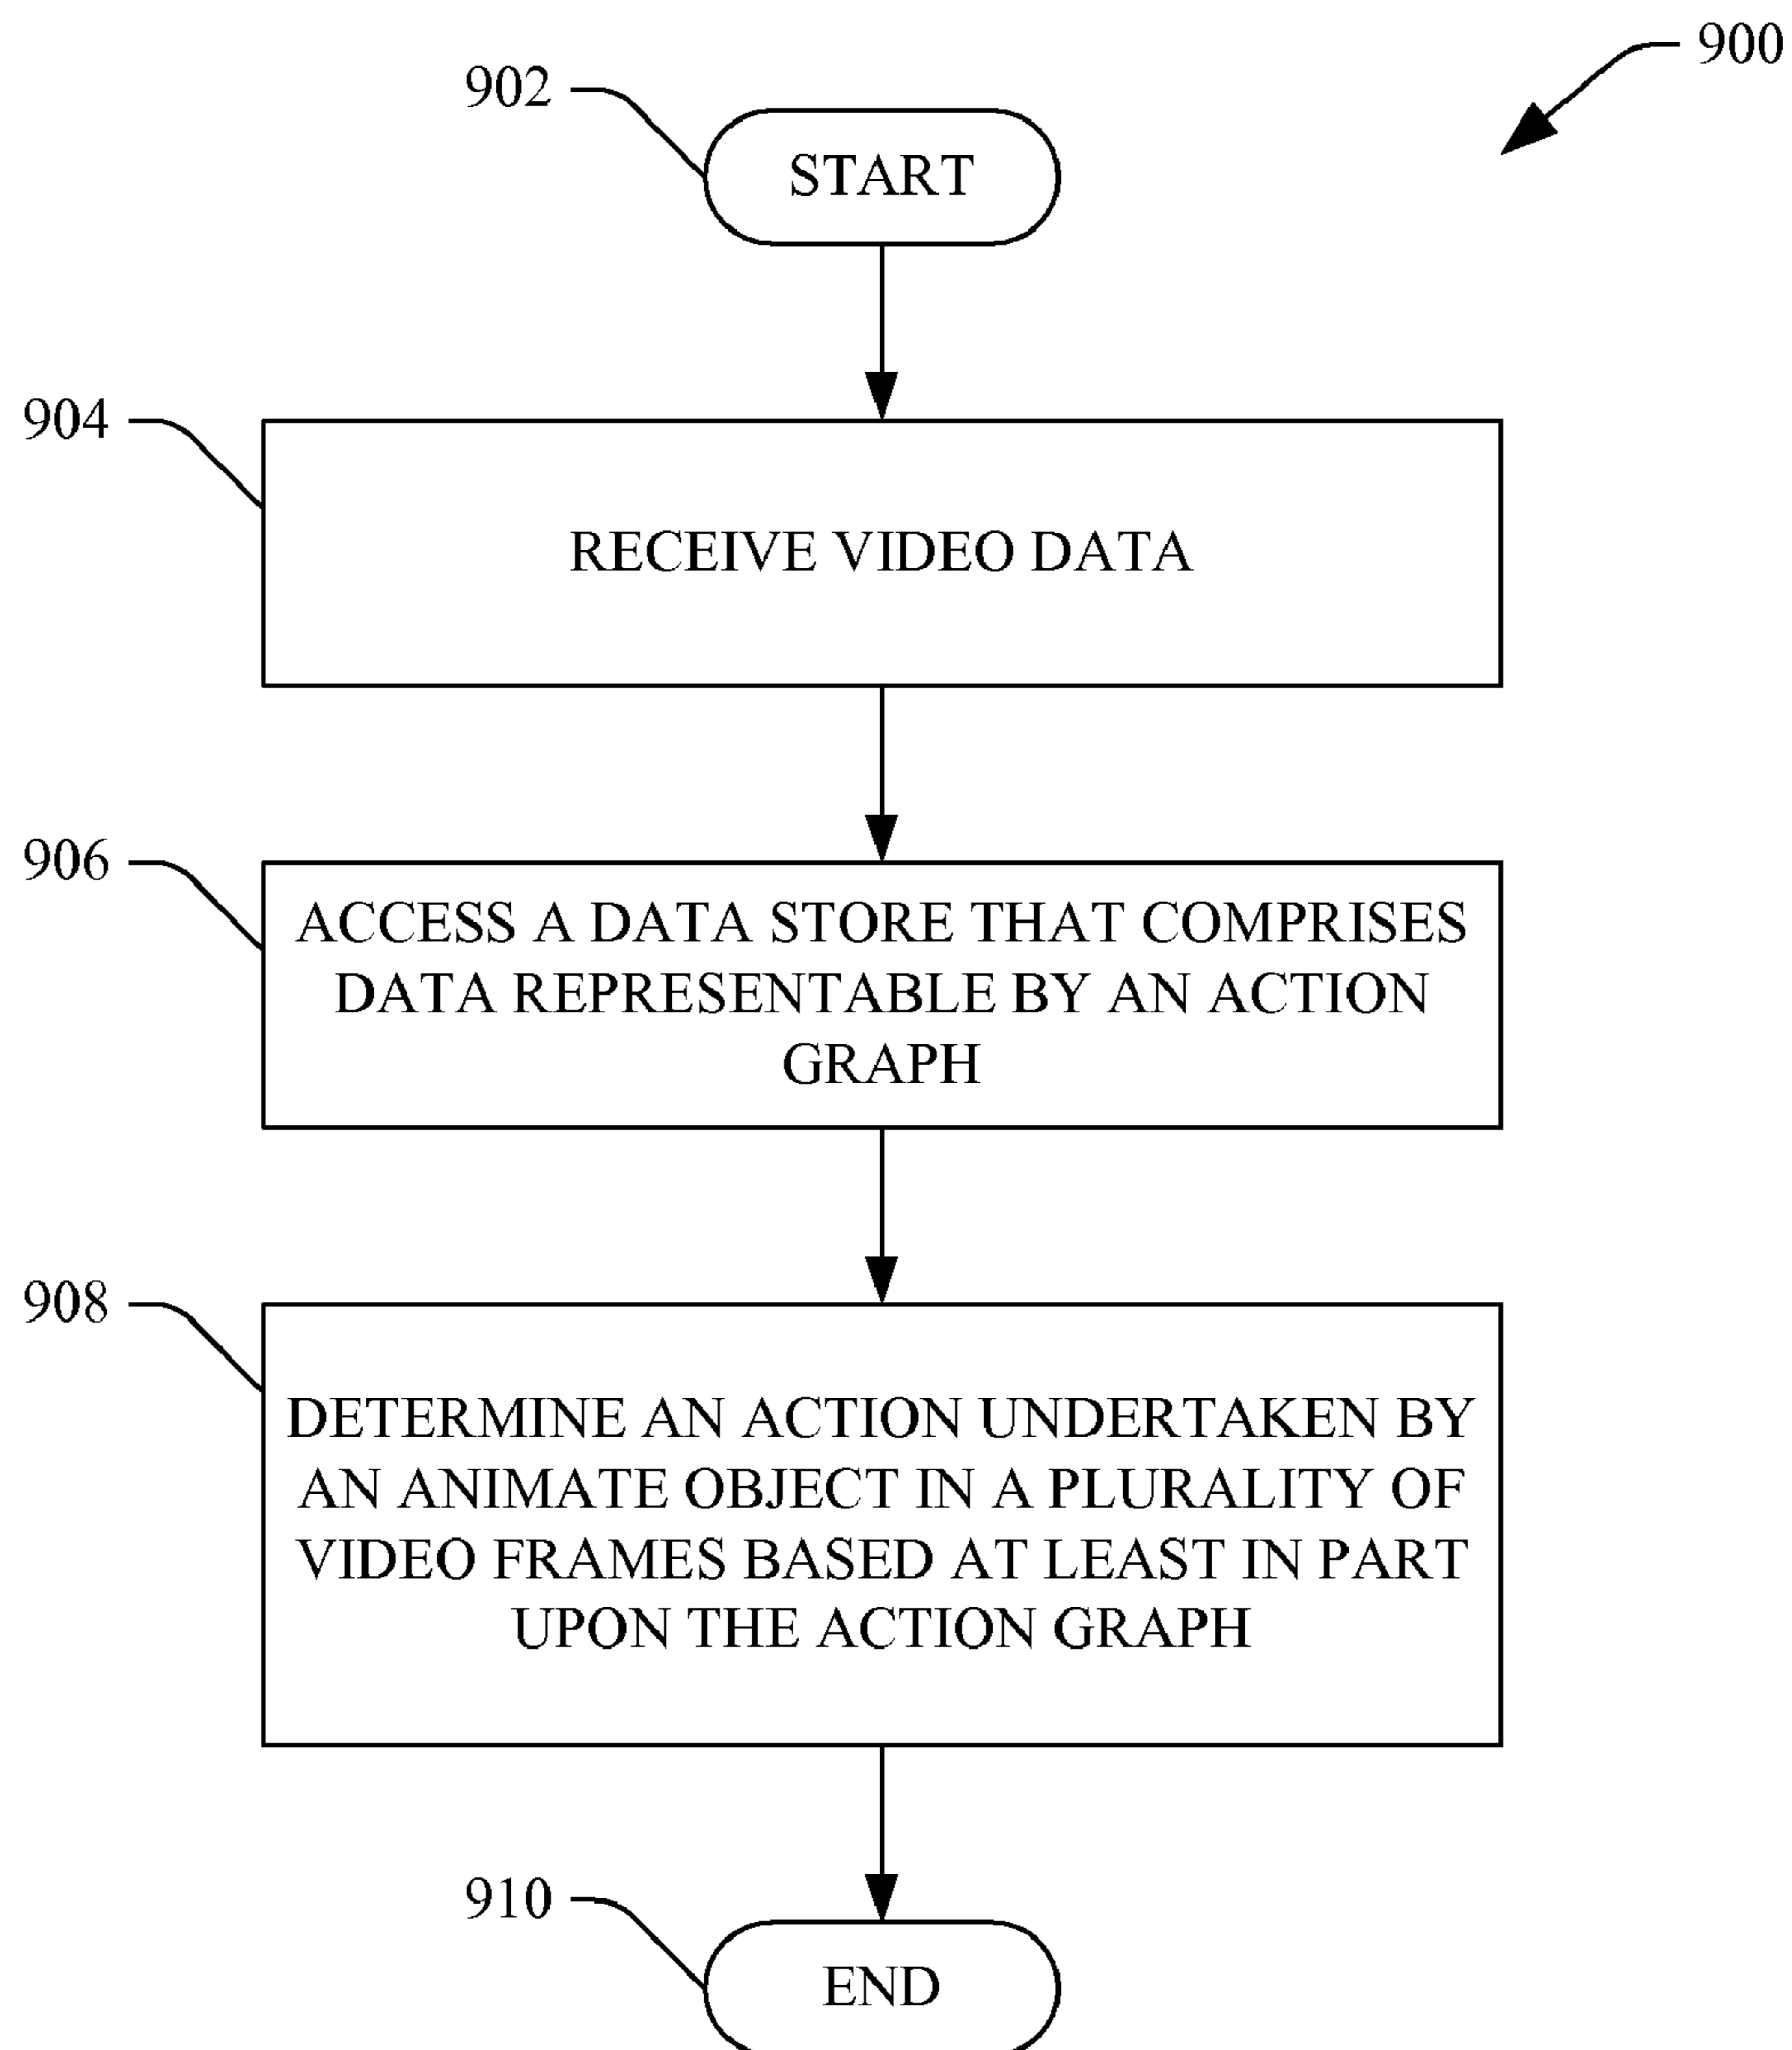 900
902
START
904
RECEIVE VIDEO DATA
906
ACCESS A DATA STORE THAT COMPRISES
DATA REPRESENTABLE BY AN ACTION
GRAPH
908
DETERMINE AN ACTION UNDERTAKEN BY
AN ANIMATE OBJECT IN A PLURALITY OF
VIDEO FRAMES BASED AT LEAST IN PART
UPON THE ACTION GRAPH
910
END